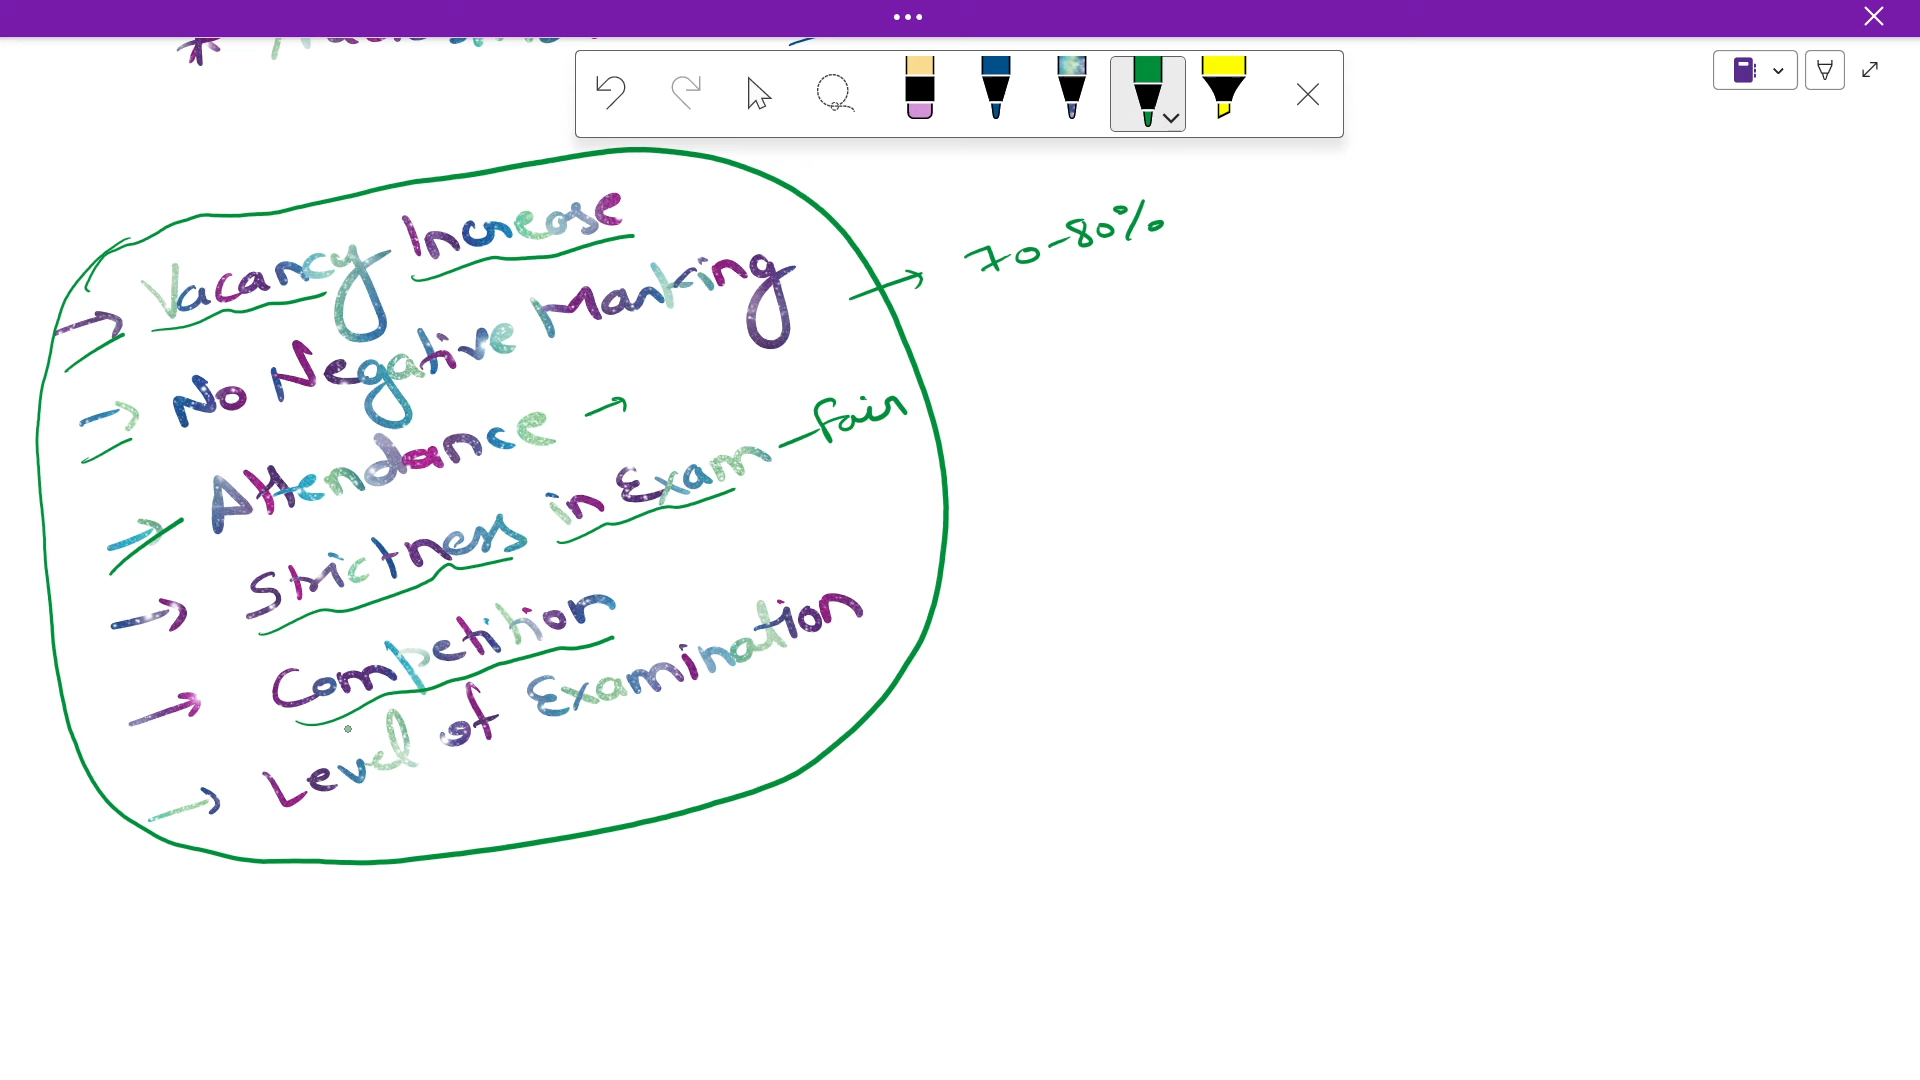 → Vacancy Increase
→ No Negative Marking → 70-80%
→ Attendance →
→ Strictness in Exam - fair
→ Competition
→ Level of Examination